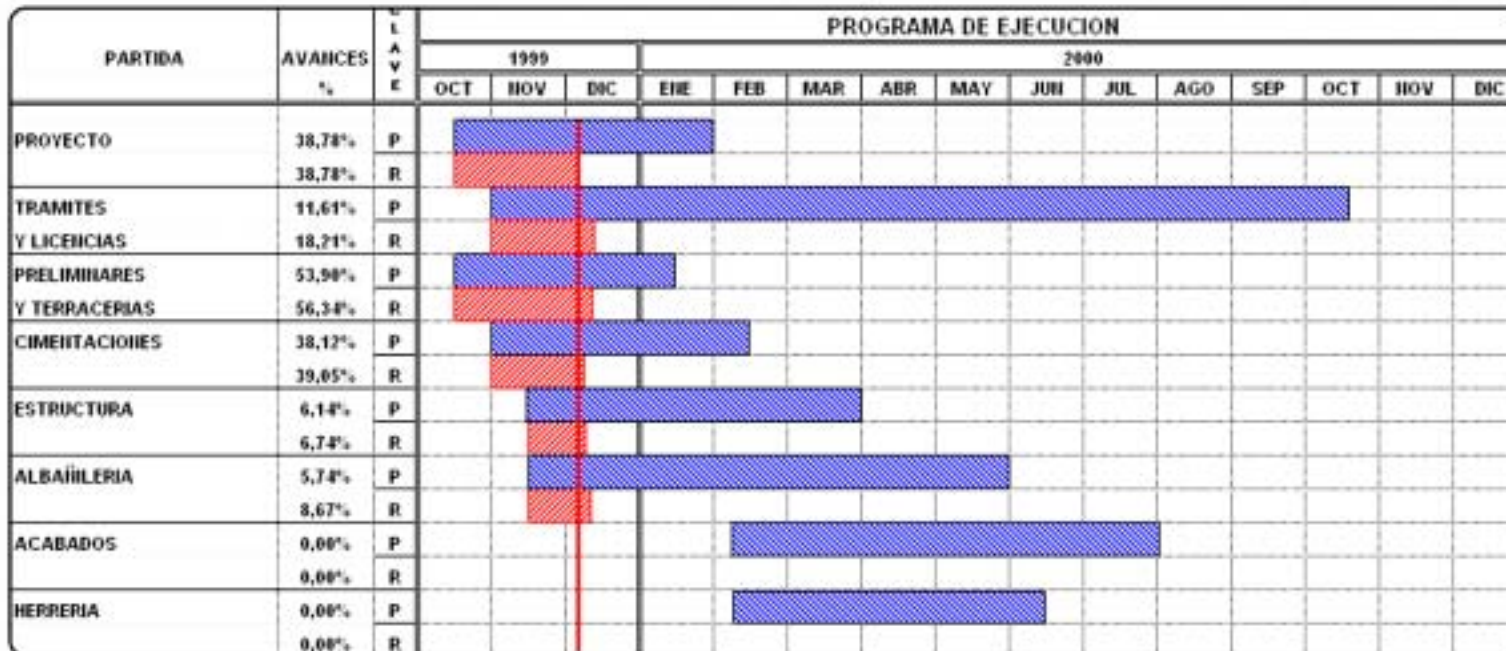 PARTIDA
AVANCES
%
CLAVE
PROGRAMA DE EJECUCION
1999 2000
OCT NOV DIC ENE FEB MAR ABR MAY JUN JUL AGO SEP OCT NOV DIC
PROYECTO 38,78% P
38,78% R
TRAMITES 11,61% P
Y LICENCIAS 18,21% R
PRELIMINARES 53,90% P
Y TERRACERIAS 56,34% R
CIMENTACIONES 38,12% P
39,05% R
ESTRUCTURA 6,14% P
6,74% R
ALBAÑILERIA 5,74% P
8,67% R
ACABADOS 0,00% P
0,00% R
HERRERIA 0,00% P
0,00% R